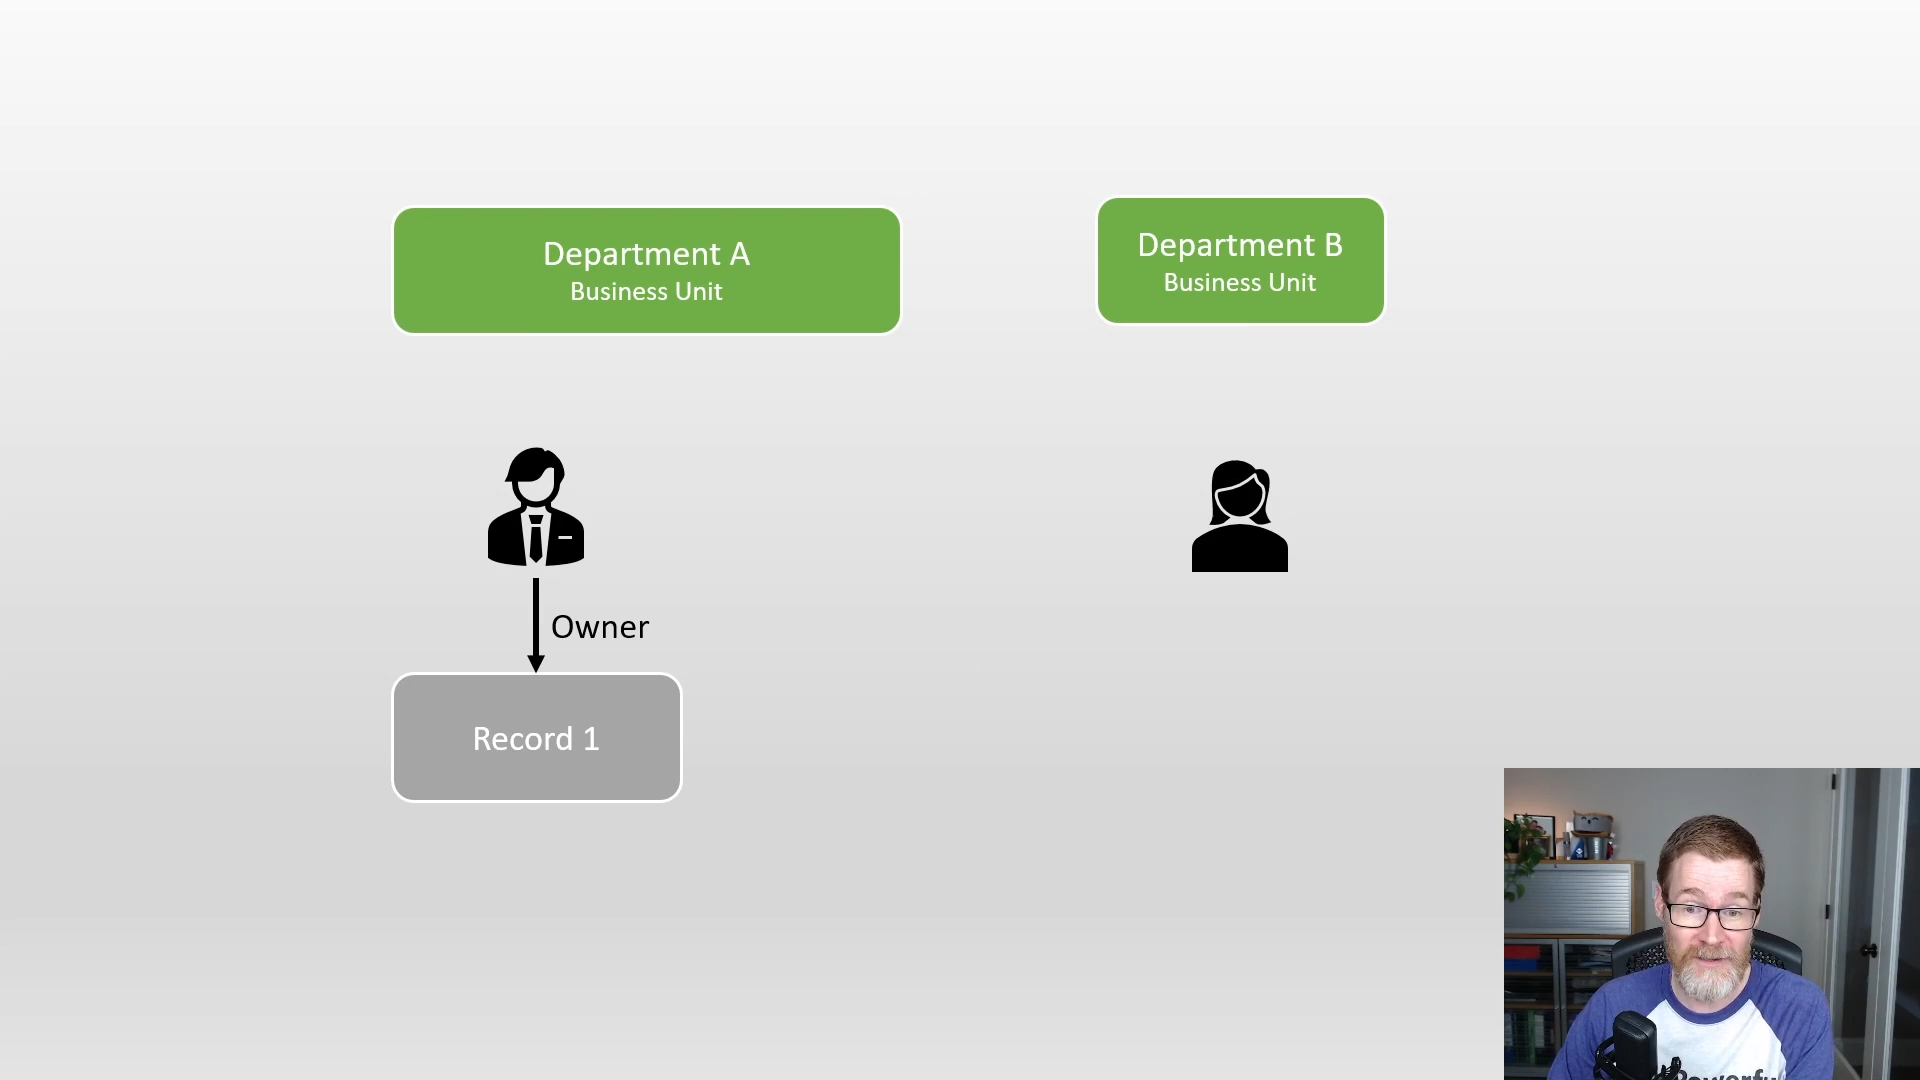 Department A
Business Unit
Department B
Business Unit
Owner
Record 1